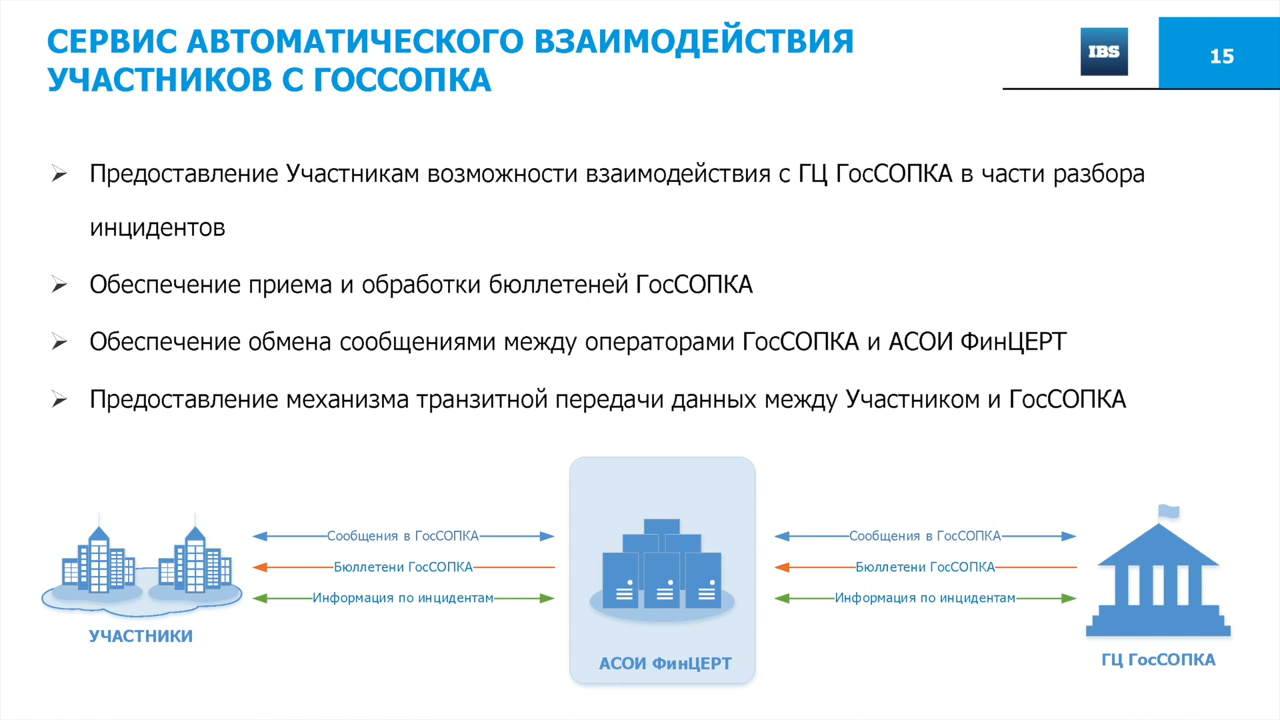 СЕРВИС АВТОМАТИЧЕСКОГО ВЗАИМОДЕЙСТВИЯ
УЧАСТНИКОВ С ГОССОПКА
IBS
15
Предоставление Участникам возможности взаимодействия с ГЦ ГосСОПКА в части разбора
инцидентов
Обеспечение приема и обработки бюллетеней ГосСОПКА
Обеспечение обмена сообщениями между операторами ГосСОПКА и АСОИ ФинЦЕРТ
Предоставление механизма транзитной передачи данных между Участником и ГосСОПКА
Сообщения в ГосСОПКА
Бюллетени ГосСОПКА
Информация по инцидентам
Сообщения в ГосСОПКА
Бюллетени ГосСОПКА
Информация по инцидентам
УЧАСТНИКИ
АСОИ ФинЦЕРТ
ГЦ ГосСОПКА